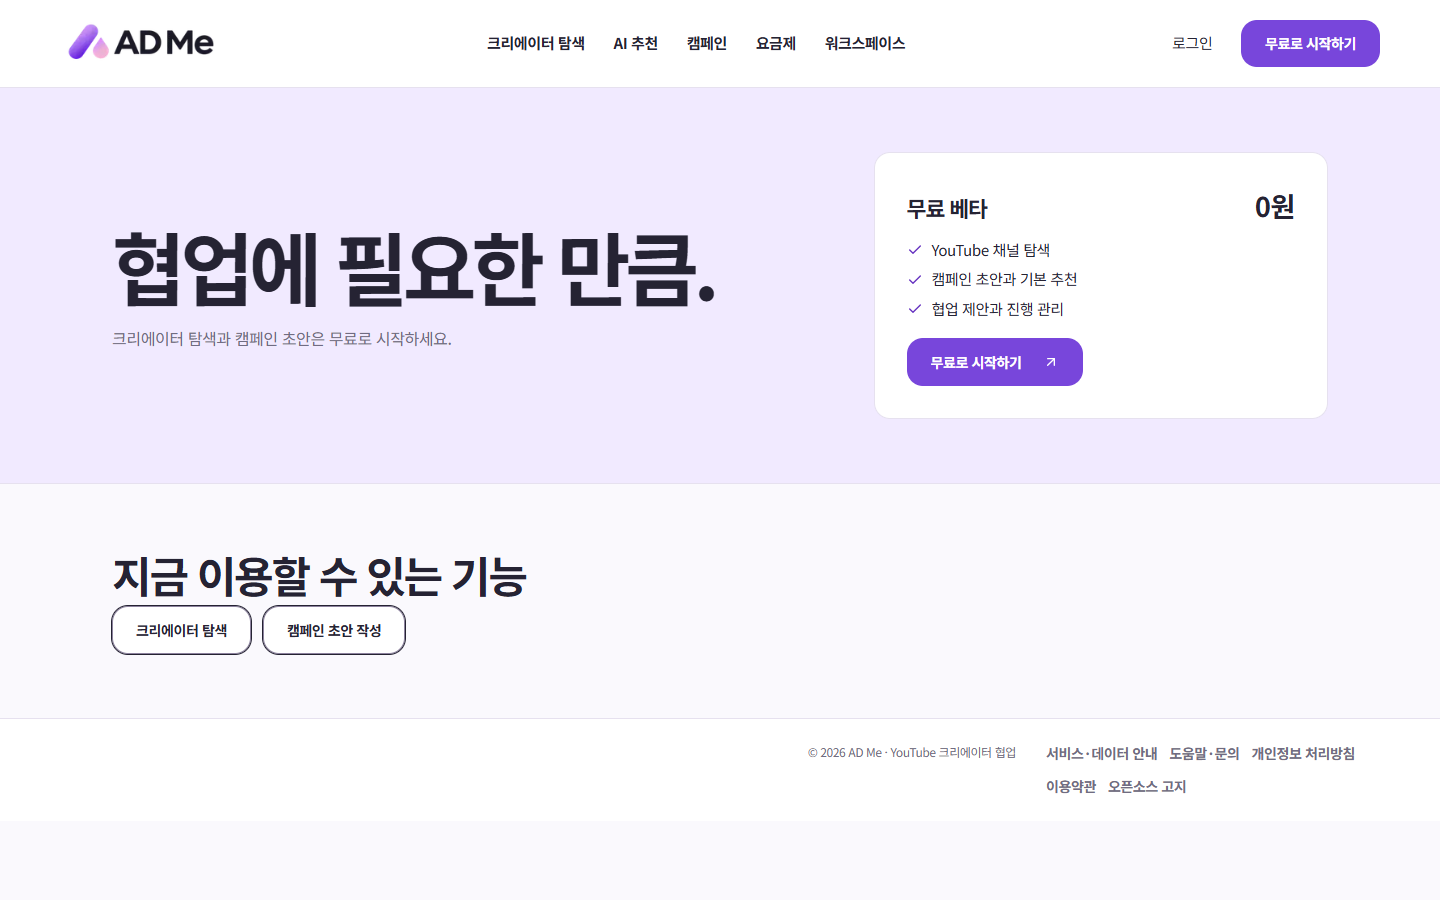 AD Me
크리에이터 탐색 AI 추천 캠페인 요금제 워크스페이스
로그인 무료로 시작하기
협업에 필요한 만큼.
크리에이터 탐색과 캠페인 초안은 무료로 시작하세요.
무료 베타 0원
YouTube 채널 탐색
캠페인 초안과 기본 추천
협업 제안과 진행 관리
무료로 시작하기
지금 이용할 수 있는 기능
크리에이터 탐색 캠페인 초안 작성
© 2026 AD Me · YouTube 크리에이터 협업
서비스·데이터 안내 도움말·문의 개인정보 처리방침
이용약관 오픈소스 고지